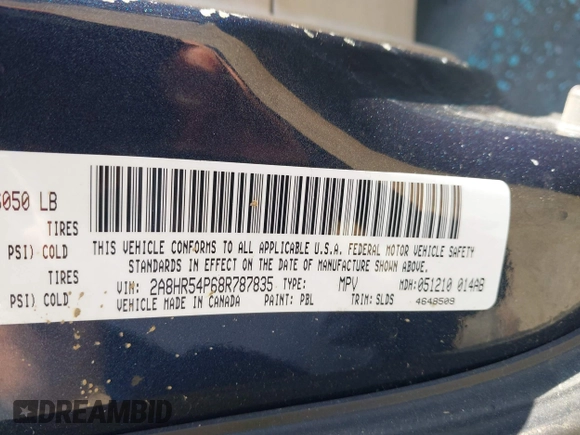 6050 LB
TIRES
PSI) COLD
TIRES
PSI) COLD
THIS VEHICLE CONFORMS TO ALL APPLICABLE U.S.A. FEDERAL MOTOR VEHICLE SAFETY
STANDARDS IN EFFECT ON THE DATE OF MANUFACTURE SHOWN ABOVE.
VIN: 2A8HR54P68R787835 TYPE: MPV MDH: 051210 014AB
VEHICLE MADE IN CANADA PAINT: PBL TRIM: SLDS 4648509
DREAMBID